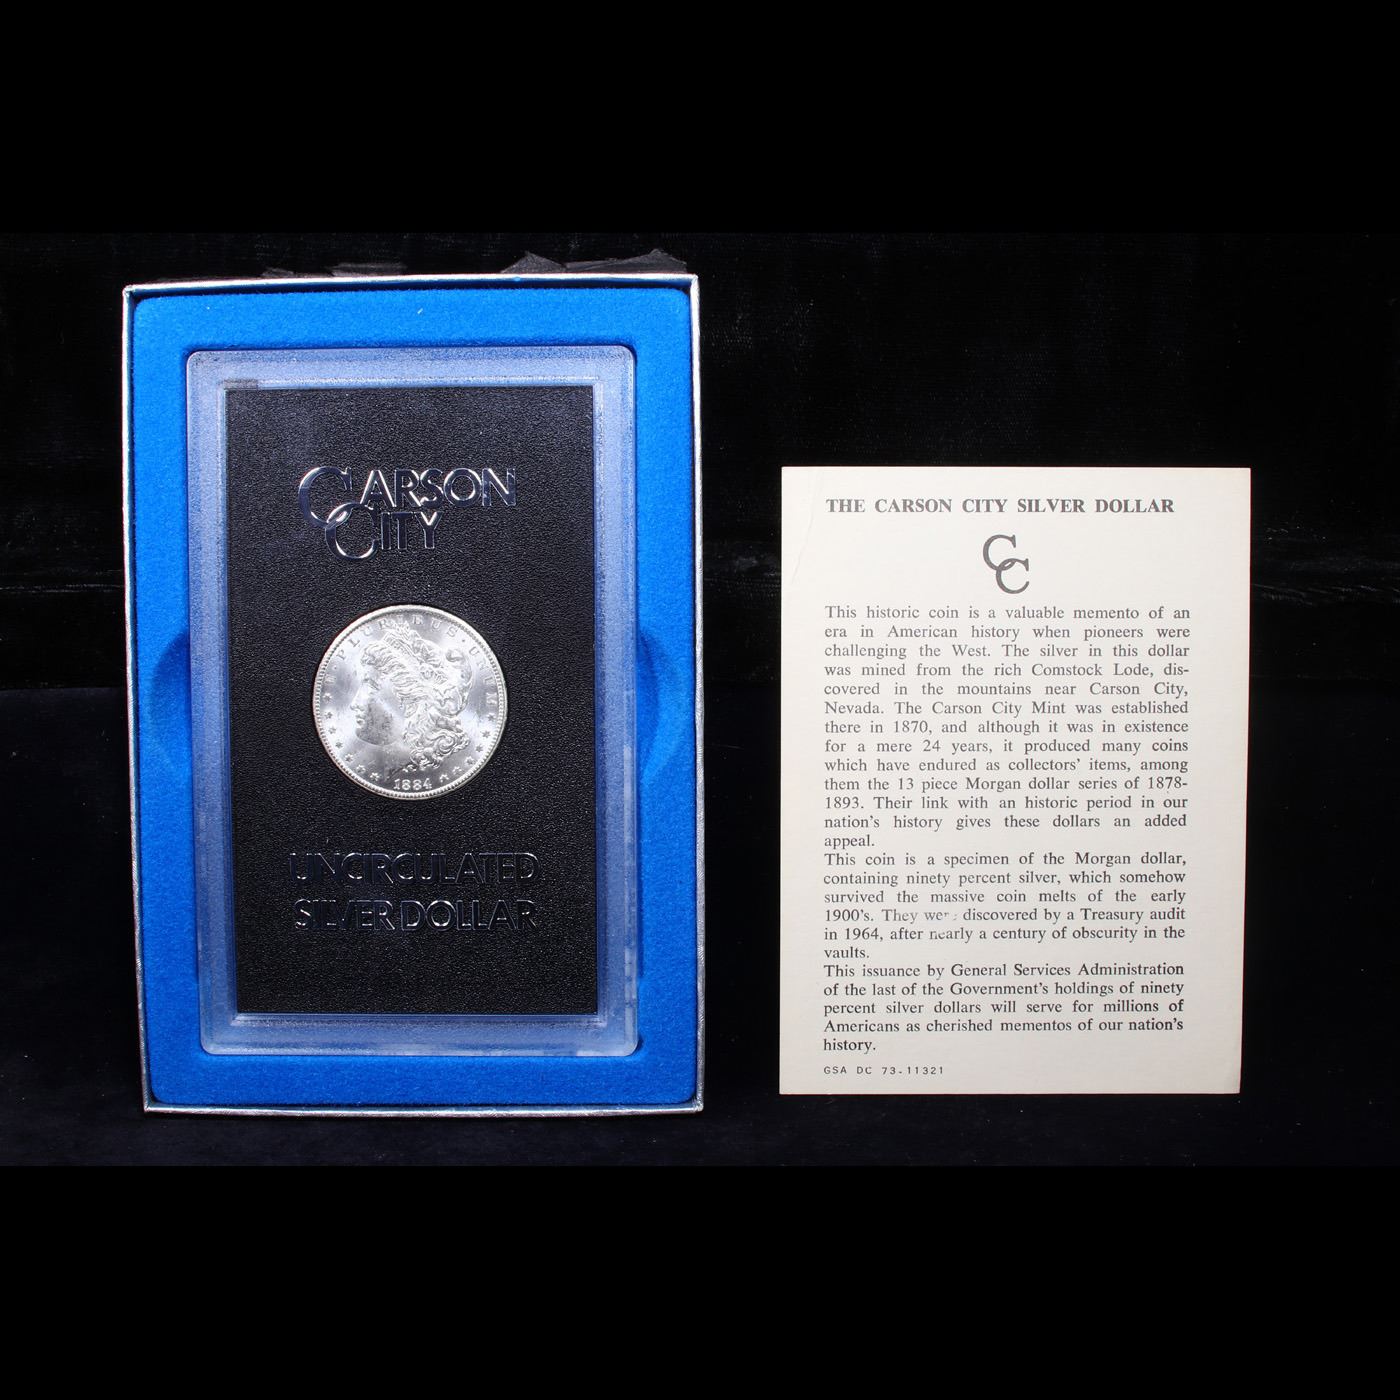 CARSON
CITY
E·PLURIBUS·UNUM
1884
UNCIRCULATED
SILVER DOLLAR
THE CARSON CITY SILVER DOLLAR
CC
This historic coin is a valuable memento of an
era in American history when pioneers were
challenging the West. The silver in this dollar
was mined from the rich Comstock Lode, dis-
covered in the mountains near Carson City,
Nevada. The Carson City Mint was established
there in 1870, and although it was in existence
for a mere 24 years, it produced many coins
which have endured as collectors' items, among
them the 13 piece Morgan dollar series of 1878-
1893. Their link with an historic period in our
nation's history gives these dollars an added
appeal.
This coin is a specimen of the Morgan dollar,
containing ninety percent silver, which somehow
survived the massive coin melts of the early
1900's. They were discovered by a Treasury audit
in 1964, after nearly a century of obscurity in the
vaults.
This issuance by General Services Administration
of the last of the Government's holdings of ninety
percent silver dollars will serve for millions of
Americans as cherished mementos of our nation's
history.
GSA DC 73-11321